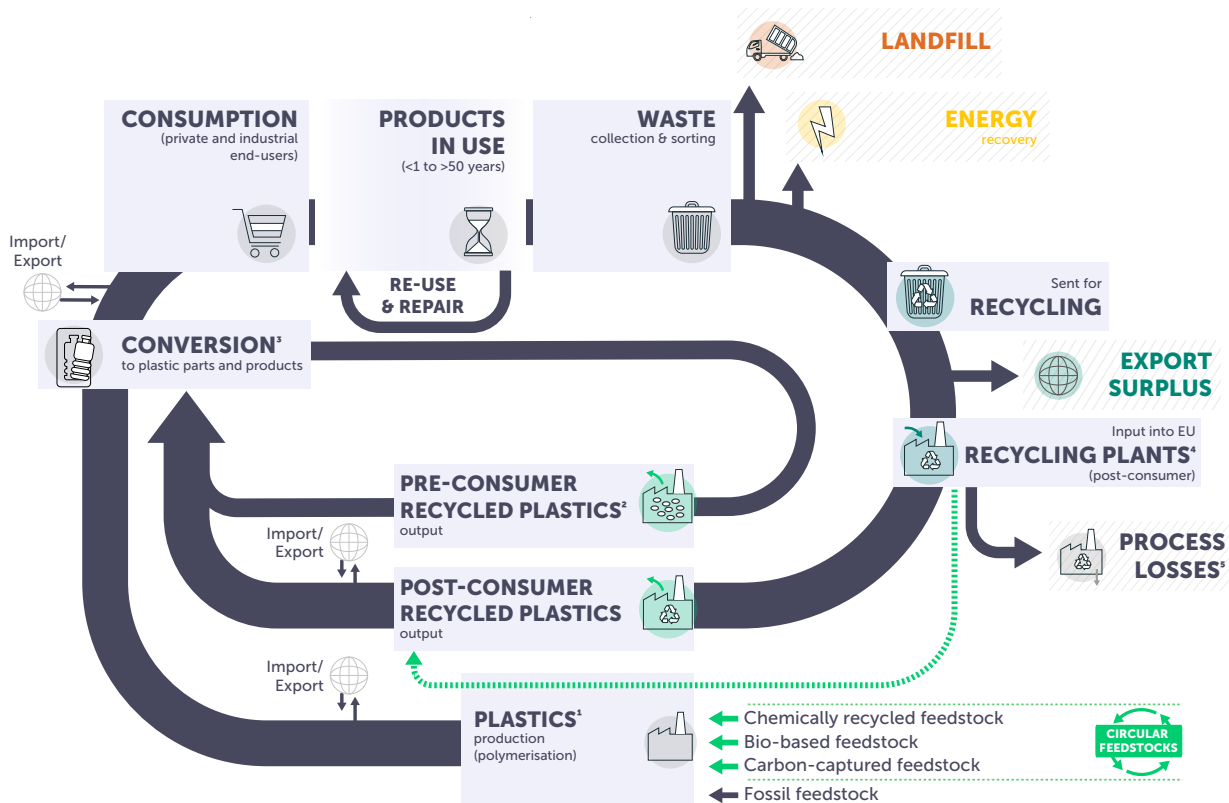 LANDFILL
CONSUMPTION
(private and industrial
end-users)
PRODUCTS
IN USE
(<1 to >50 years)
WASTE
collection & sorting
ENERGY
recovery
Import/
Export
RE-USE
& REPAIR
Sent for
RECYCLING
CONVERSION³
to plastic parts and products
EXPORT
SURPLUS
Input into EU
RECYCLING PLANTS⁴
(post-consumer)
PRE-CONSUMER
RECYCLED PLASTICS²
output
Import/
Export
PROCESS
LOSSES⁵
POST-CONSUMER
RECYCLED PLASTICS
output
Import/
Export
PLASTICS¹
production
(polymerisation)
Chemically recycled feedstock
Bio-based feedstock
Carbon-captured feedstock
CIRCULAR
FEEDSTOCKS
Fossil feedstock